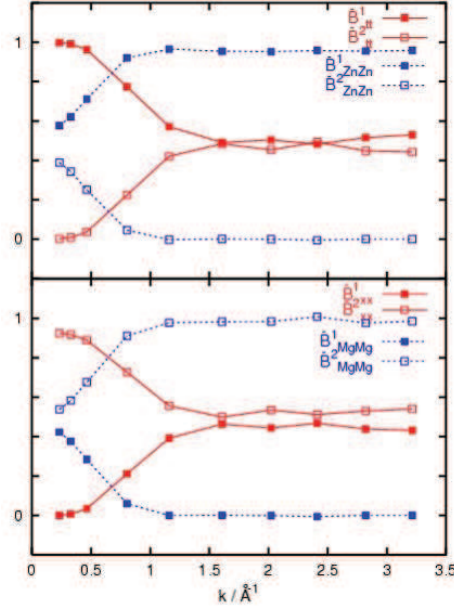 B̂¹tt
B̂²tt
B̂¹ZnZn
B̂²ZnZn
1
0
B̂¹xx
B̂²xx
B̂¹MgMg
B̂²MgMg
1
0
0 0.5 1 1.5 2 2.5 3 3.5
k / Å⁻¹